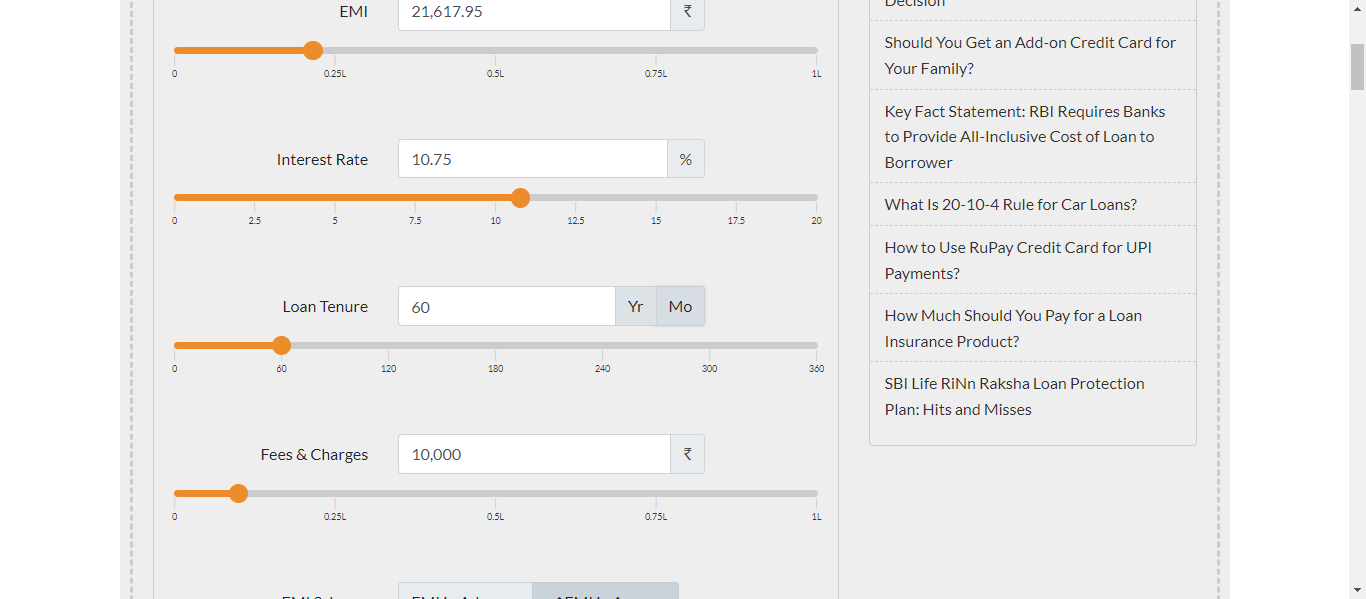 EMI
21,617.95
₹
0
0.25L
0.5L
0.75L
1L
Interest Rate
10.75
%
0
2.5
5
7.5
10
12.5
15
17.5
20
Loan Tenure
60
Yr
Mo
0
60
120
180
240
300
360
Fees & Charges
10,000
₹
0
0.25L
0.5L
0.75L
1L
Decision
Should You Get an Add-on Credit Card for
Your Family?
Key Fact Statement: RBI Requires Banks
to Provide All-Inclusive Cost of Loan to
Borrower
What Is 20-10-4 Rule for Car Loans?
How to Use RuPay Credit Card for UPI
Payments?
How Much Should You Pay for a Loan
Insurance Product?
SBI Life RiNn Raksha Loan Protection
Plan: Hits and Misses